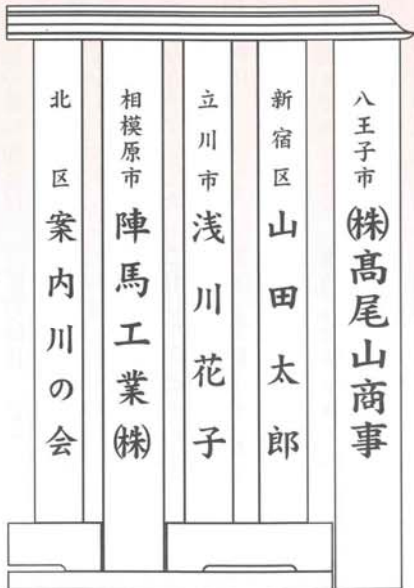 八王子市 ㈱髙尾山商事
新宿区 山田太郎
立川市 浅川花子
相模原市 陣馬工業㈱
北区 案内川の会